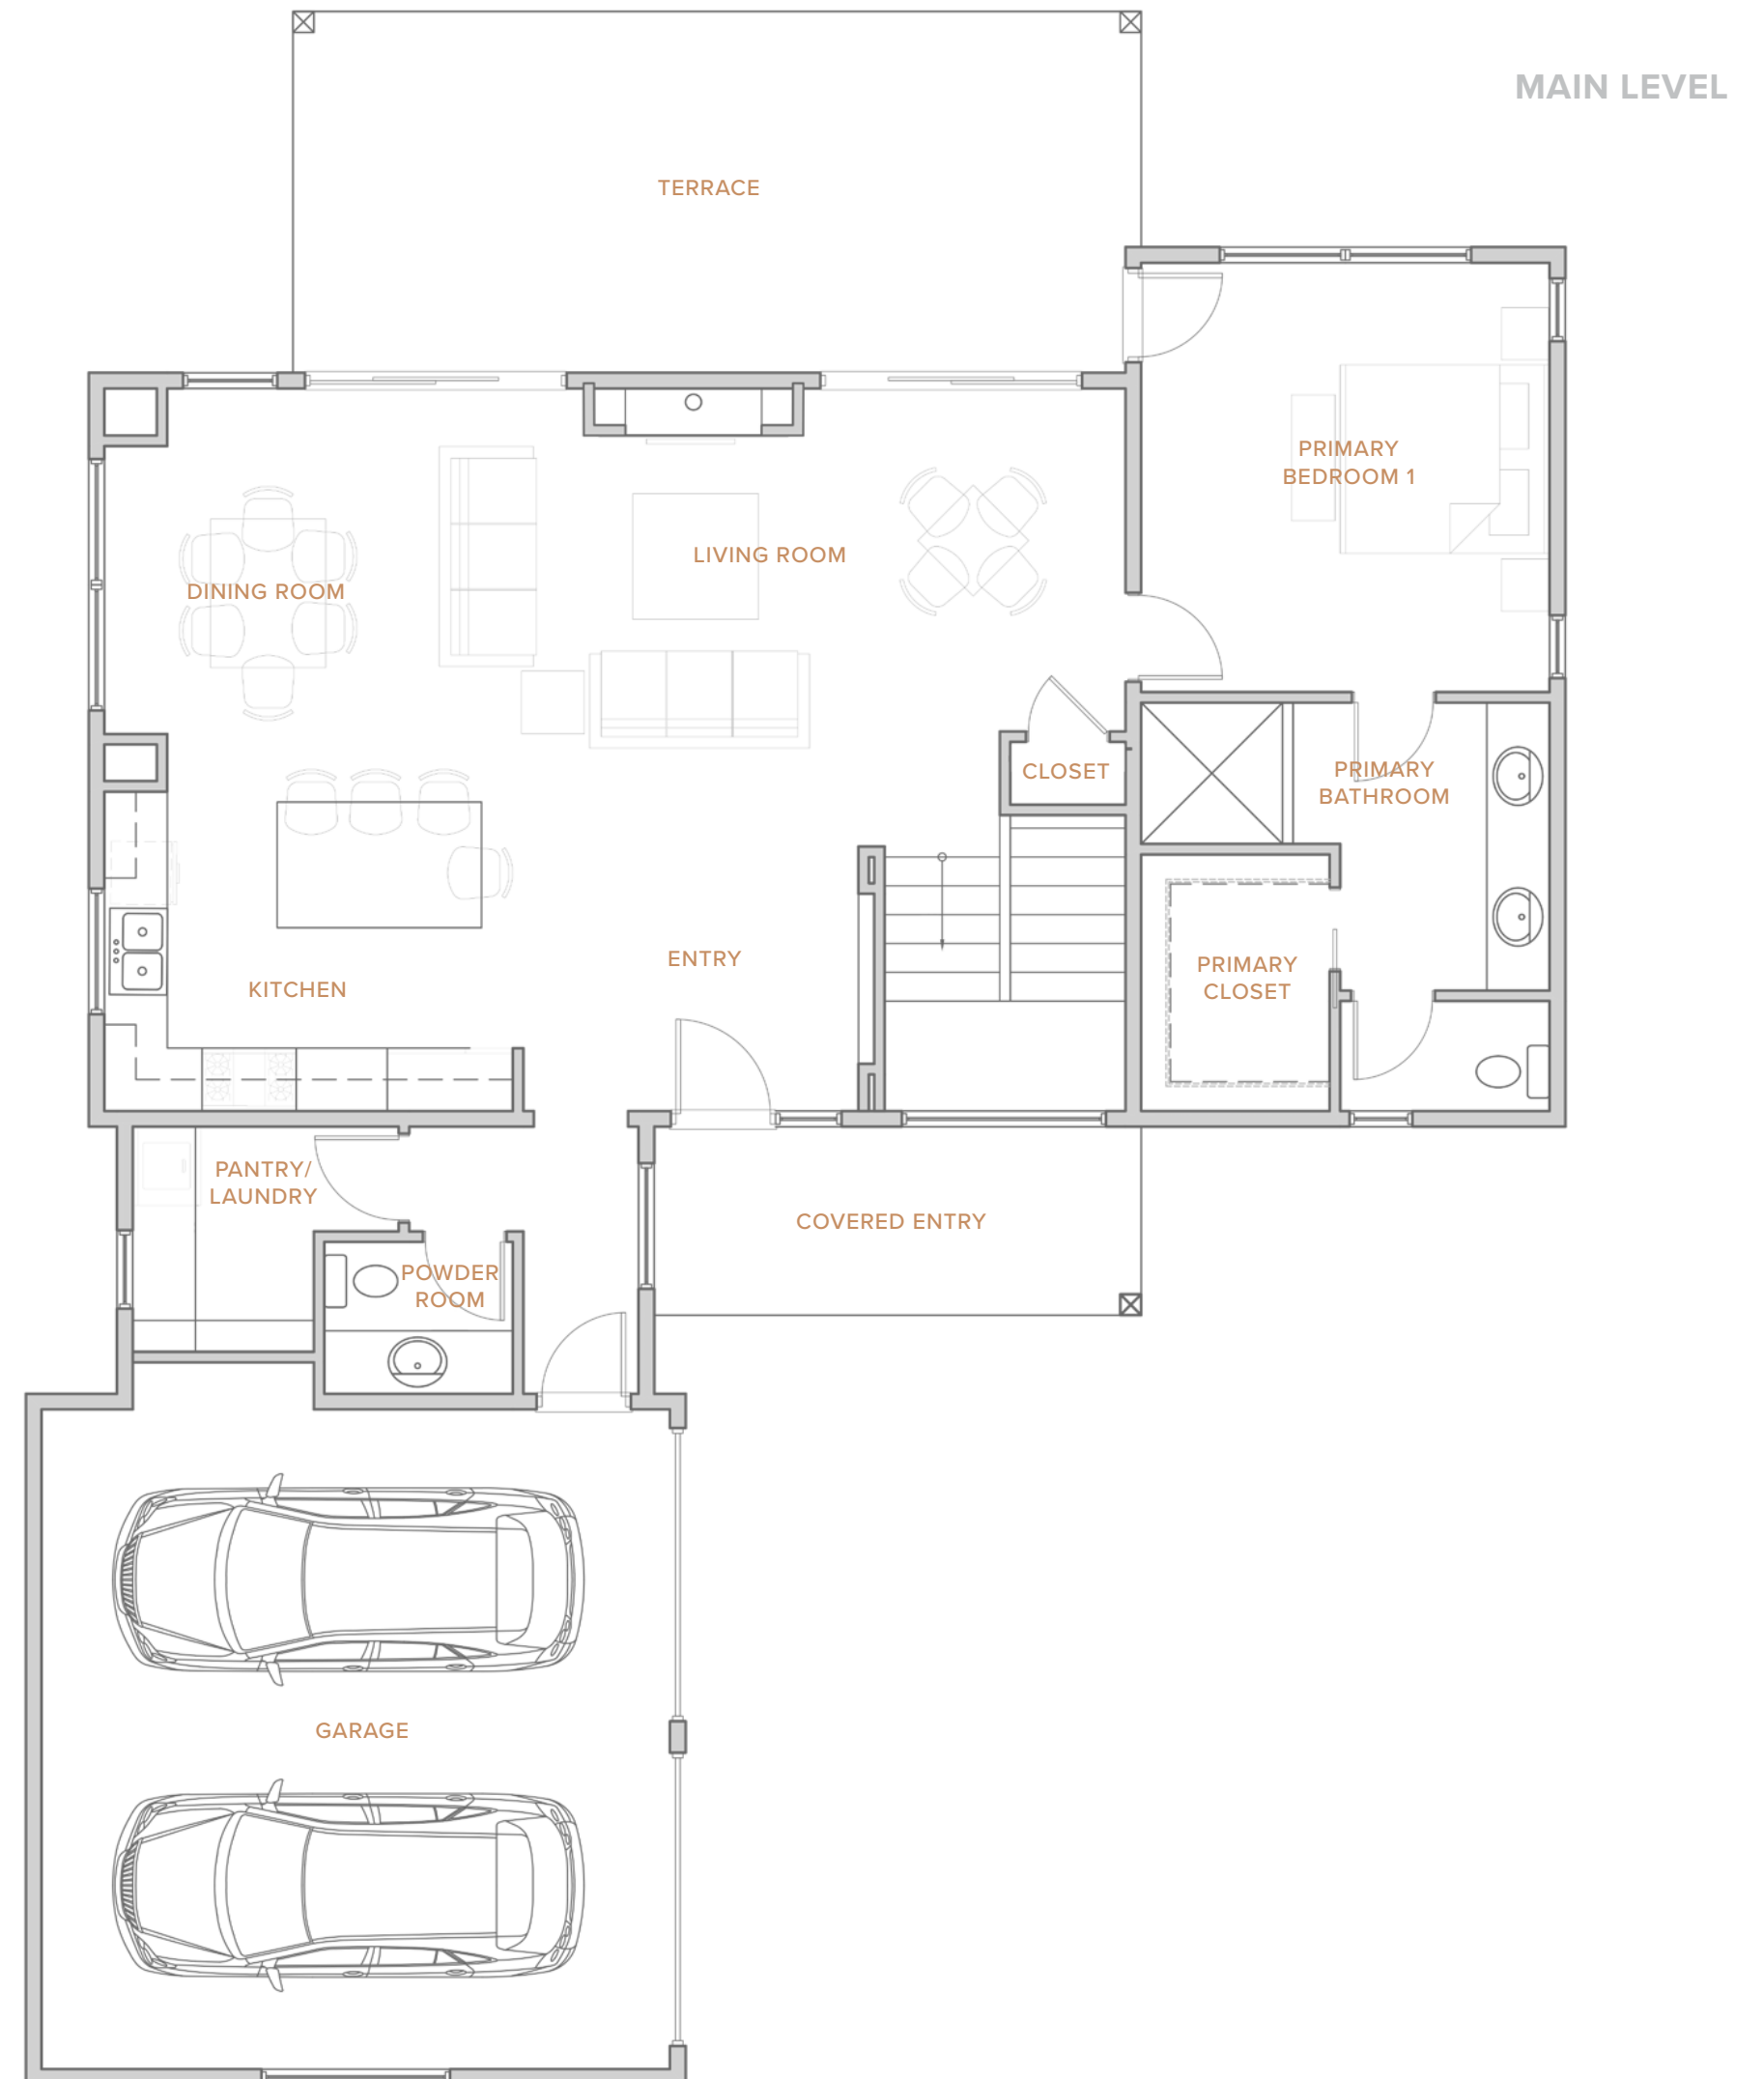 MAIN LEVEL
TERRACE
PRIMARY
BEDROOM 1
LIVING ROOM
DINING ROOM
CLOSET
PRIMARY
BATHROOM
ENTRY
PRIMARY
CLOSET
KITCHEN
PANTRY/
LAUNDRY
COVERED ENTRY
POWDER
ROOM
GARAGE